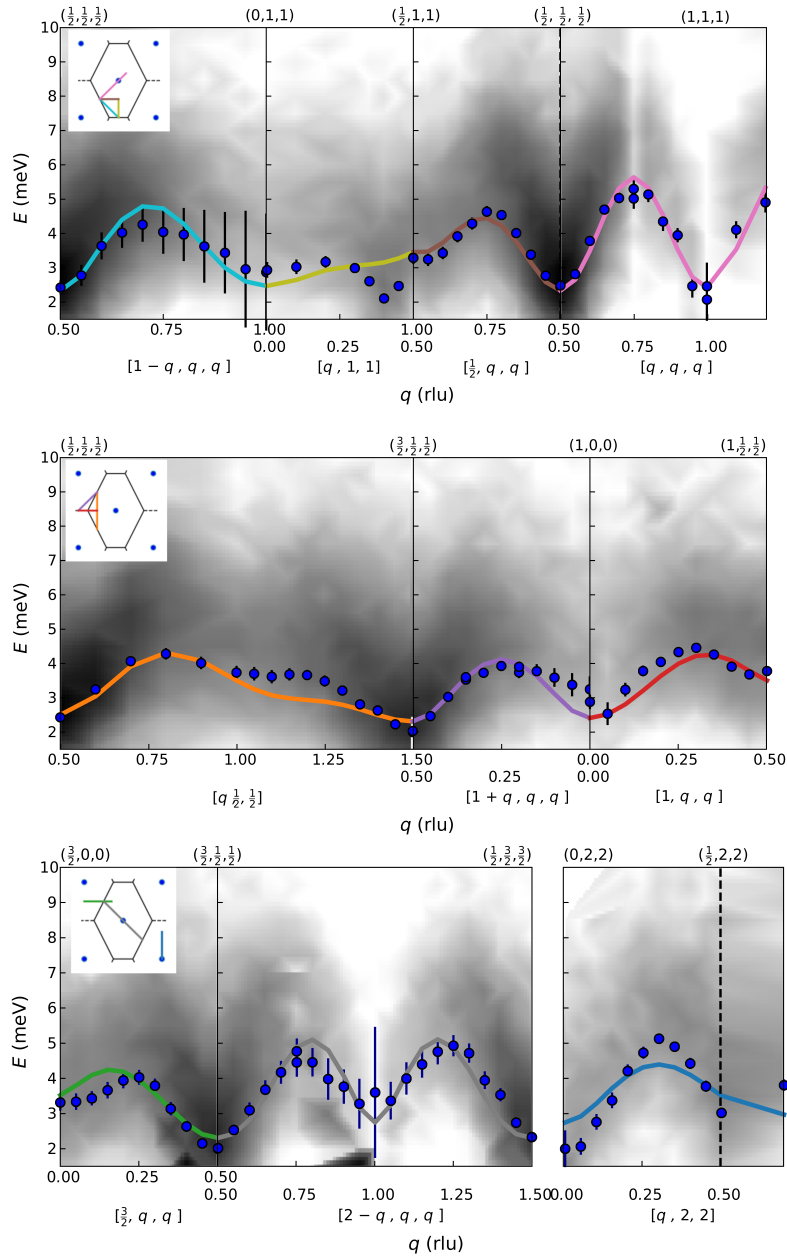 (1/2,1/2,1/2) (0,1,1) (1/2,1,1) (1/2, 1/2, 1/2) (1,1,1)
10
9
8
7
6
5
4
3
2
E (meV)
0.50 0.75 1.00 1.00 0.75 1.00
0.00 0.25 0.50 0.50
[1 − q , q , q ] [q , 1, 1] [1/2, q , q ] [q , q , q ]
q (rlu)
(1/2,1/2,1/2) (3/2,1/2,1/2) (1,0,0) (1,1/2,1/2)
10
9
8
7
6
5
4
3
2
E (meV)
0.50 0.75 1.00 1.25 1.50 0.25 0.00 0.25 0.50
0.50 0.00
[q 1/2, 1/2] [1 + q , q , q ] [1, q , q ]
q (rlu)
(3/2,0,0) (3/2,1/2,1/2) (1/2,3/2,3/2) (0,2,2) (1/2,2,2)
10
9
8
7
6
5
4
3
2
E (meV)
0.00 0.25 0.50 0.75 1.00 1.25 1.50 0.00 0.25 0.50
[3/2, q , q ] [2 − q , q , q ] [q , 2, 2]
q (rlu)